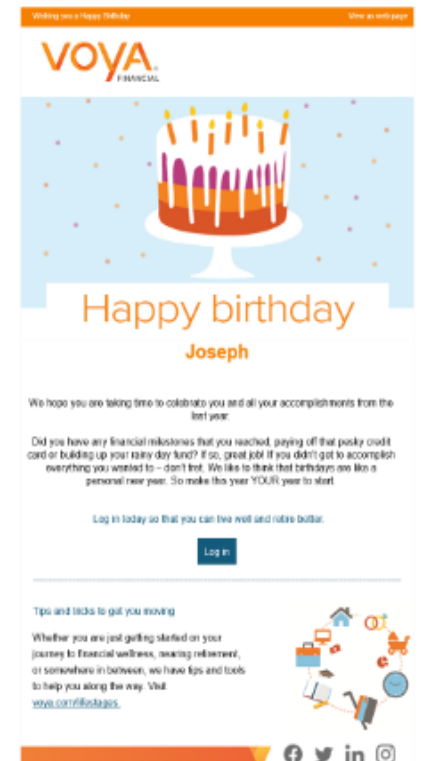 Wishing you a Happy Birthday
View as web page
VOYA
FINANCIAL
Happy birthday
Joseph
We hope you are taking time to celebrate you and all your accomplishments from the
last year.
Did you have any financial milestones that you reached, paying off that pesky credit
card or building up your rainy day fund? If so, great job! If you didn't get to accomplish
everything you wanted to – don't fret. We like to think that birthdays are like a
personal new year. So make this year YOUR year to start.
Log in today so that you can live well and retire better.
Log in
Tips and tricks to get you moving
Whether you are just getting started on your
journey to financial wellness, nearing retirement,
or somewhere in between, we have tips and tools
to help you along the way. Visit
voya.com/lifestages.